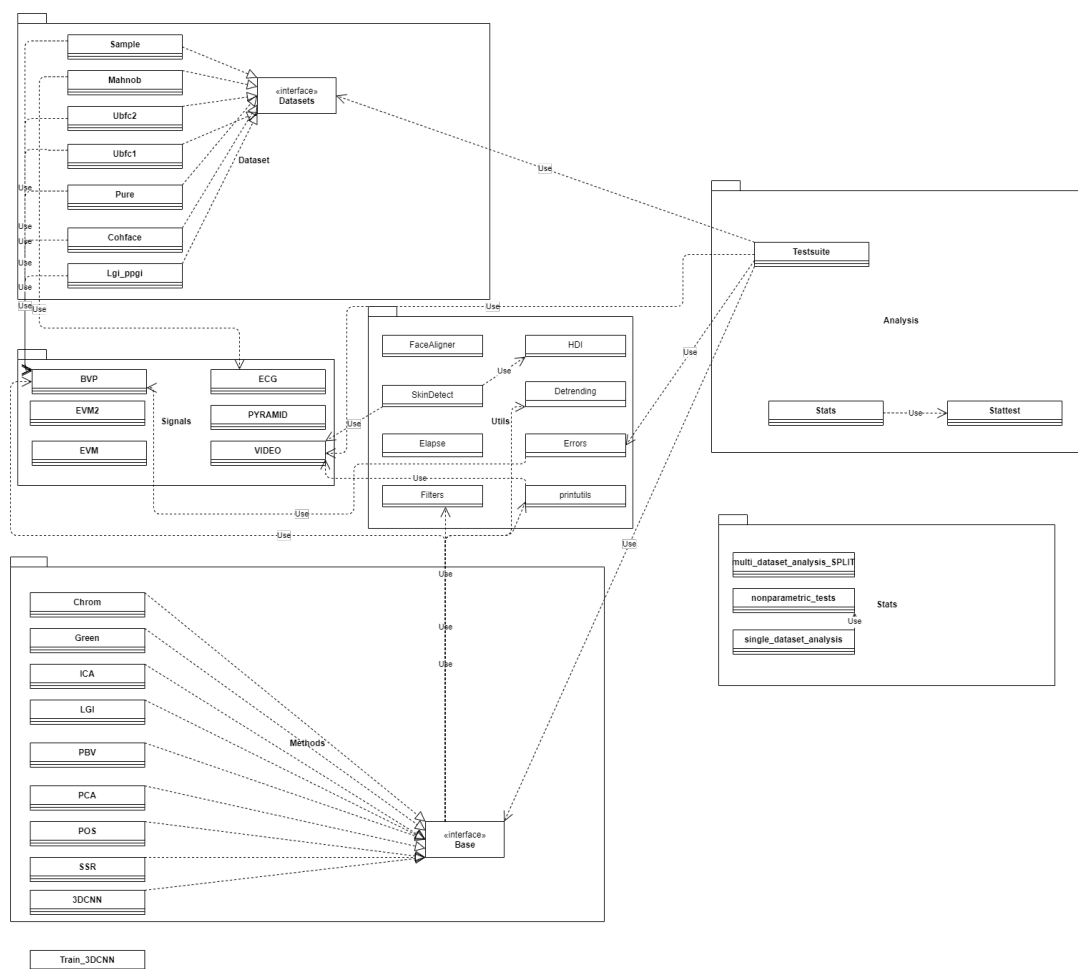 Sample
Mahnob
«interface»
Datasets
Ubfc2
Ubfc1
Dataset
Use
Use
Pure
Use
Cohface
Use
Use
Testsuite
Use
Lgi_ppgi
Use
Use
Use
Use
Analysis
FaceAligner
HDI
Use
BVP
ECG
Use
SkinDetect
Detrending
EVM2
PYRAMID
Signals
Utils
Stats
Use
Stattest
Use
EVM
VIDEO
Elapse
Errors
Use
Filters
printutils
Use
Use
Use
multi_dataset_analysis_SPLIT
Use
nonparametric_tests
Stats
Use
single_dataset_analysis
Chrom
Use
Green
Use
ICA
LGI
Methods
PBV
PCA
POS
«interface»
Base
SSR
3DCNN
Train_3DCNN